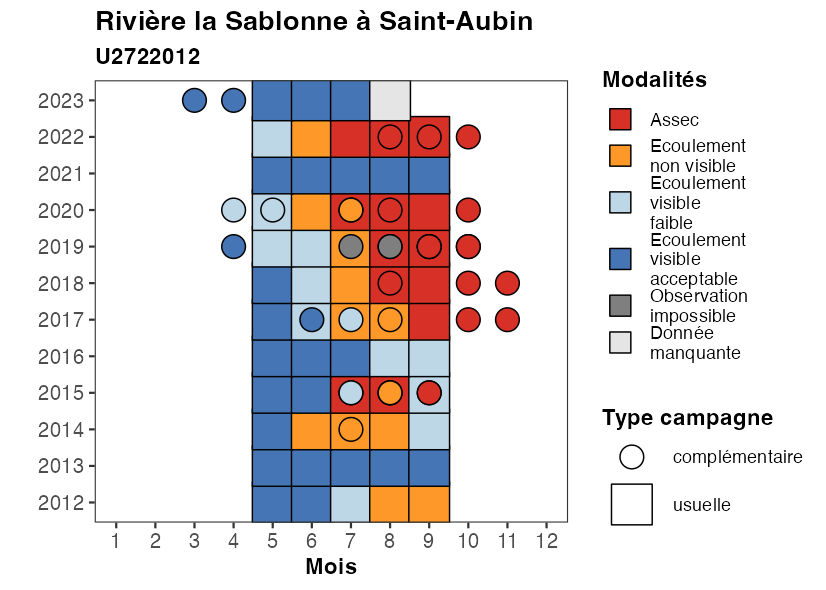 Rivière la Sablonne à Saint-Aubin
U2722012
2023
2022
2021
2020
2019
2018
2017
2016
2015
2014
2013
2012
1 2 3 4 5 6 7 8 9 10 11 12
Mois
Modalités
Assec
Ecoulement
non visible
Ecoulement
visible
faible
Ecoulement
visible
acceptable
Observation
impossible
Donnée
manquante
Type campagne
complémentaire
usuelle